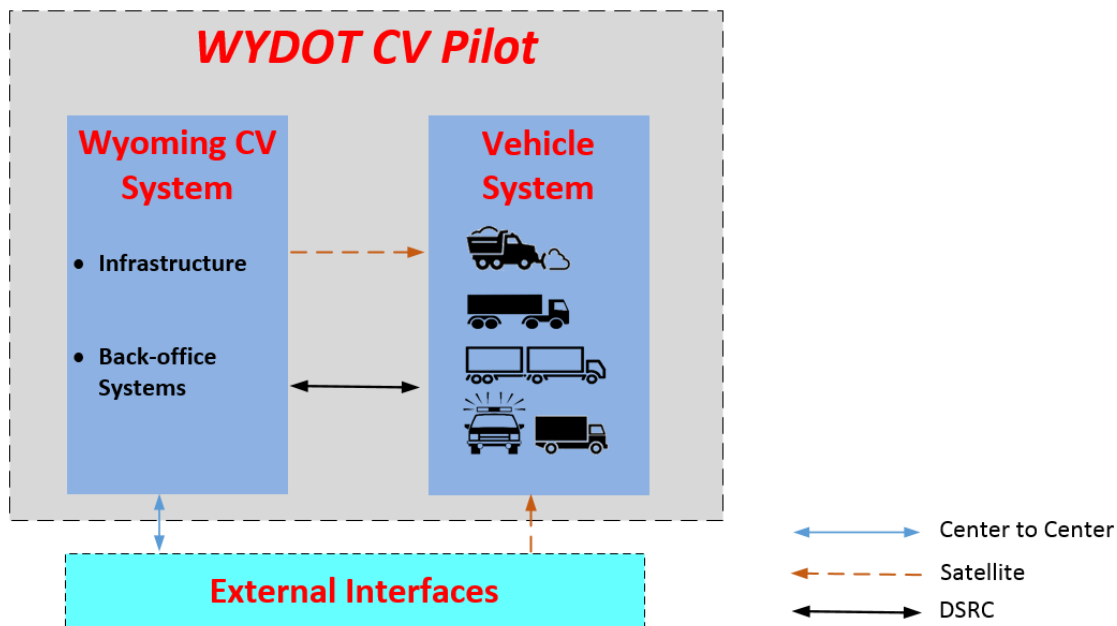 WYDOT CV Pilot
Wyoming CV
System
• Infrastructure
• Back-office
Systems
Vehicle
System
External Interfaces
Center to Center
Satellite
DSRC